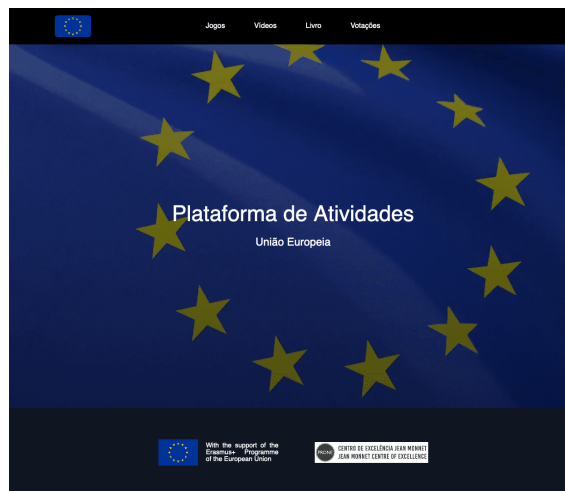 Jogos Vídeos Livro Votações
Plataforma de Atividades
União Europeia
With the support of the
Erasmus+ Programme
of the European Union
PRONE
CENTRO DE EXCELÊNCIA JEAN MONNET
JEAN MONNET CENTRE OF EXCELLENCE